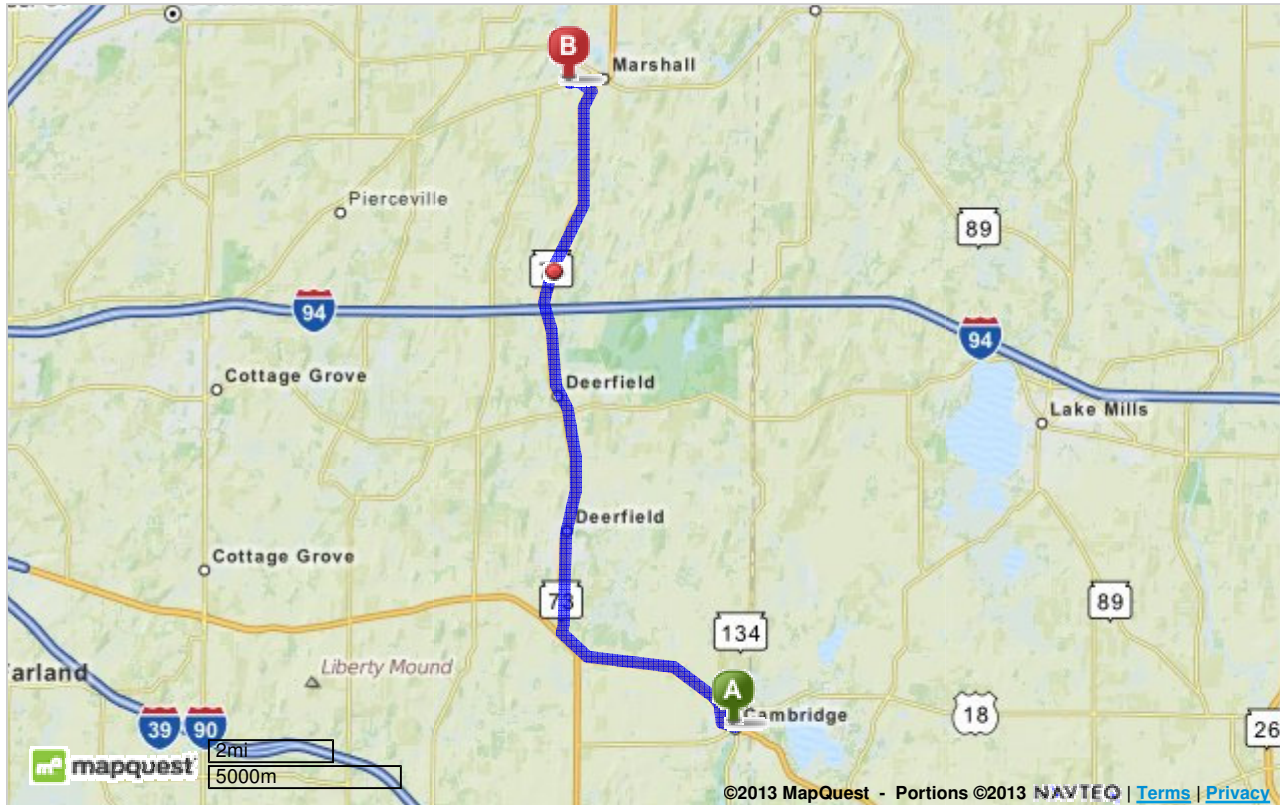 B
Marshall
Pierceville
89
94
94
Cottage Grove
Deerfield
Lake Mills
Deerfield
Cottage Grove
73
89
134
arland
Liberty Mound
A
Cambridge
18
39
90
26
2mi
mapquest
5000m
©2013 MapQuest - Portions ©2013 NAVTEQ | Terms | Privacy